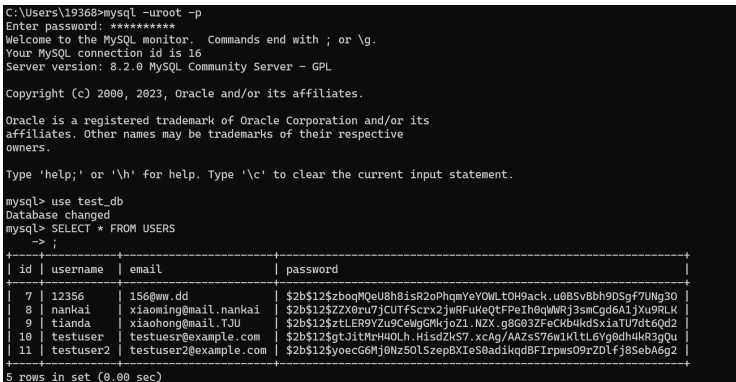 C:\Users\19368>mysql -uroot -p
Enter password: **********
Welcome to the MySQL monitor.  Commands end with ; or \g.
Your MySQL connection id is 16
Server version: 8.2.0 MySQL Community Server - GPL
Copyright (c) 2000, 2023, Oracle and/or its affiliates.
Oracle is a registered trademark of Oracle Corporation and/or its
affiliates. Other names may be trademarks of their respective
owners.
Type 'help;' or '\h' for help. Type '\c' to clear the current input statement.
mysql> use test_db
Database changed
mysql> SELECT * FROM USERS
    -> ;
| id | username | email | password |
| 7 | 12356 | 156@ww.dd | $2b$12$zboqMQeU8h8isR2oPhqmYeYOWLtOH9ack.u0BSvBbh9DSgf7UNg3O |
| 8 | nankai | xiaoming@mail.nankai | $2b$12$ZZX0ru7jCUTfScrx2jwRFuKeQtFPeIh0qWWRj3smCgd6A1jXu9RLK |
| 9 | tianda | xiaohong@mail.TJU | $2b$12$ztLER9YZu9CeWgGMkjoZ1.NZX.g8G03ZFeCKb4kdSxiaTU7dt6Qd2 |
| 10 | testuser | testuesr@example.com | $2b$12$gtJitMrH4OLh.HisdZkS7.xcAg/AAZsS76w1KltL6Yg0dh4kR3gQu |
| 11 | testuser2 | testuser2@example.com | $2b$12$yoecG6Mj0Nz5OlSzepBXIeS0adikqdBFIrpwsO9rZDlfj8SebA6g2 |
5 rows in set (0.00 sec)